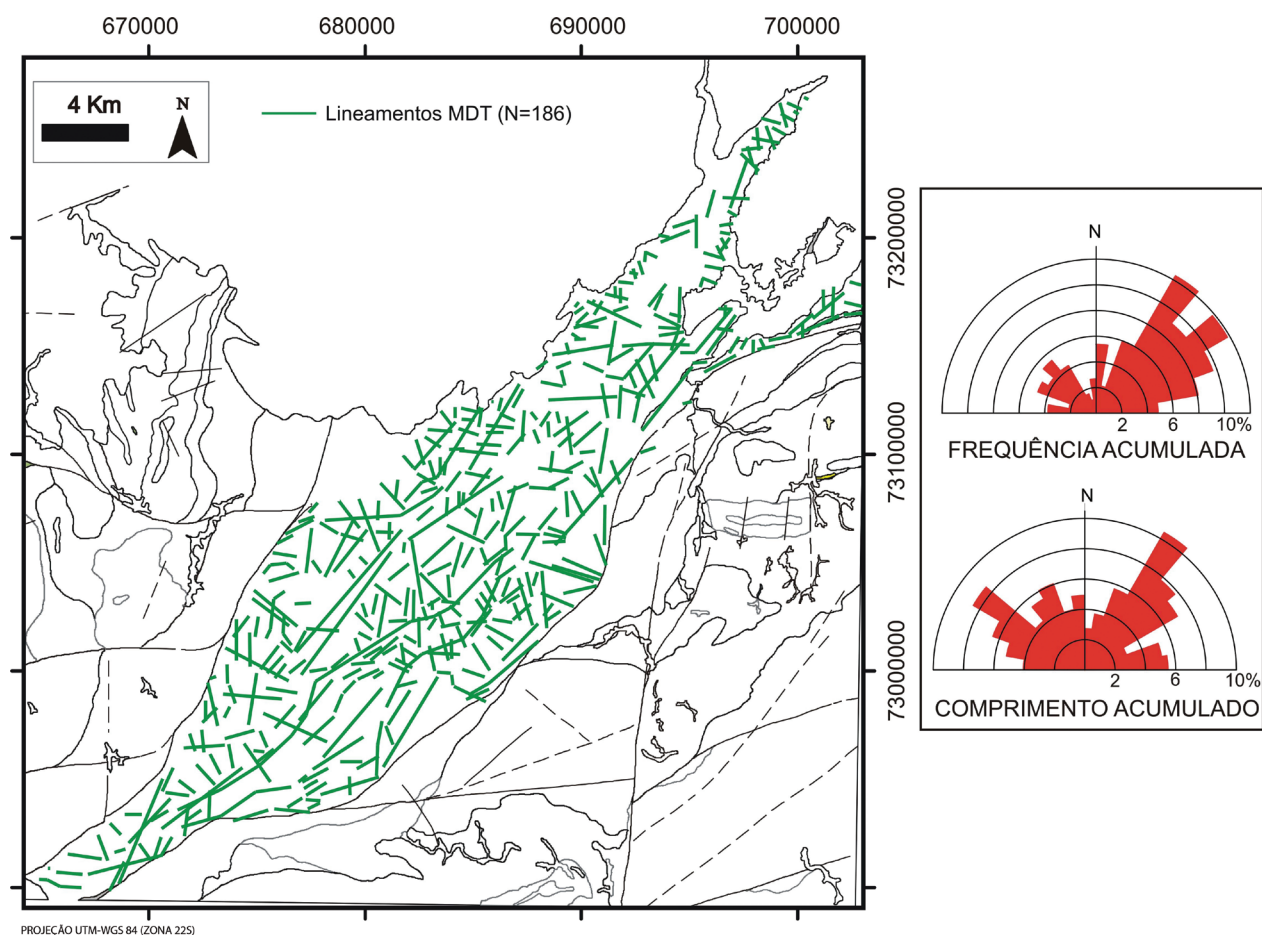 670000 680000 690000 700000
4 Km
N
Lineamentos MDT (N=186)
7320000
7310000
7300000
N
2 6 10%
FREQUÊNCIA ACUMULADA
N
2 6 10%
COMPRIMENTO ACUMULADO
PROJEÇÃO UTM-WGS 84 (ZONA 22S)